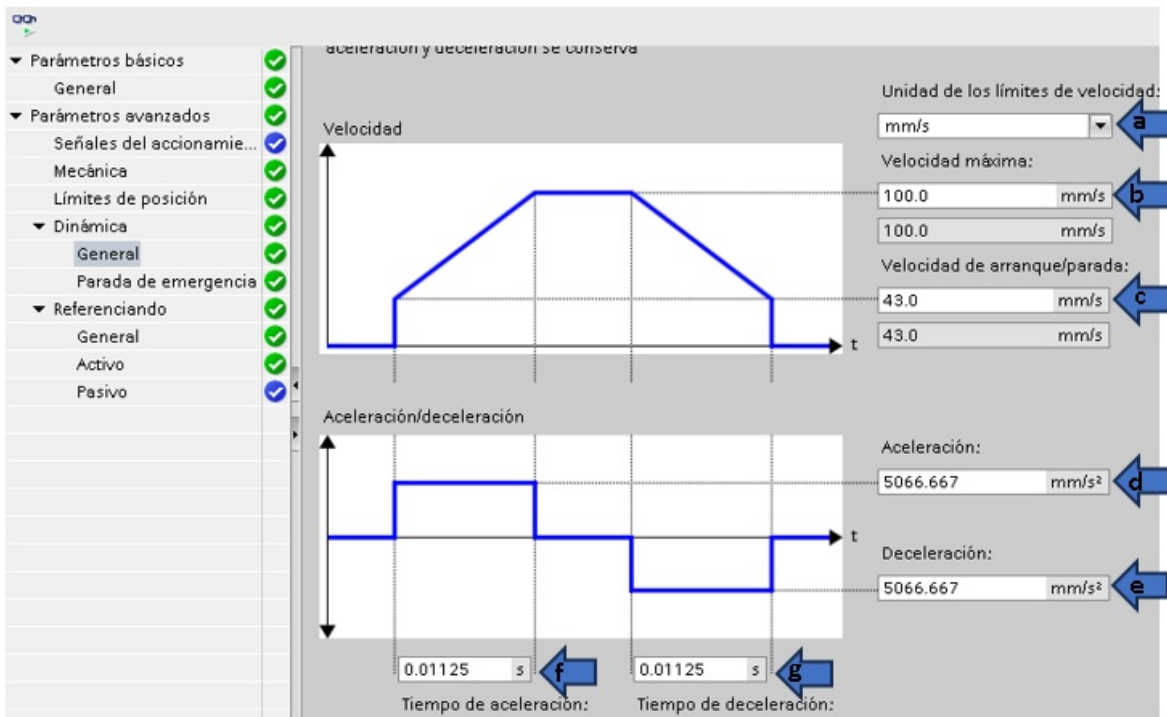 aceleración y deceleración se conserva
Parámetros básicos
General
Parámetros avanzados
Señales del accionamie...
Mecánica
Límites de posición
Dinámica
General
Parada de emergencia
Referenciando
General
Activo
Pasivo
Unidad de los límites de velocidad:
mm/s
a
Velocidad
Velocidad máxima:
100.0 mm/s
b
100.0 mm/s
Velocidad de arranque/parada:
43.0 mm/s
c
43.0 mm/s
t
Aceleración/deceleración
Aceleración:
5066.667 mm/s²
d
t
Deceleración:
5066.667 mm/s²
e
0.01125 s
f
0.01125 s
g
Tiempo de aceleración:
Tiempo de deceleración: